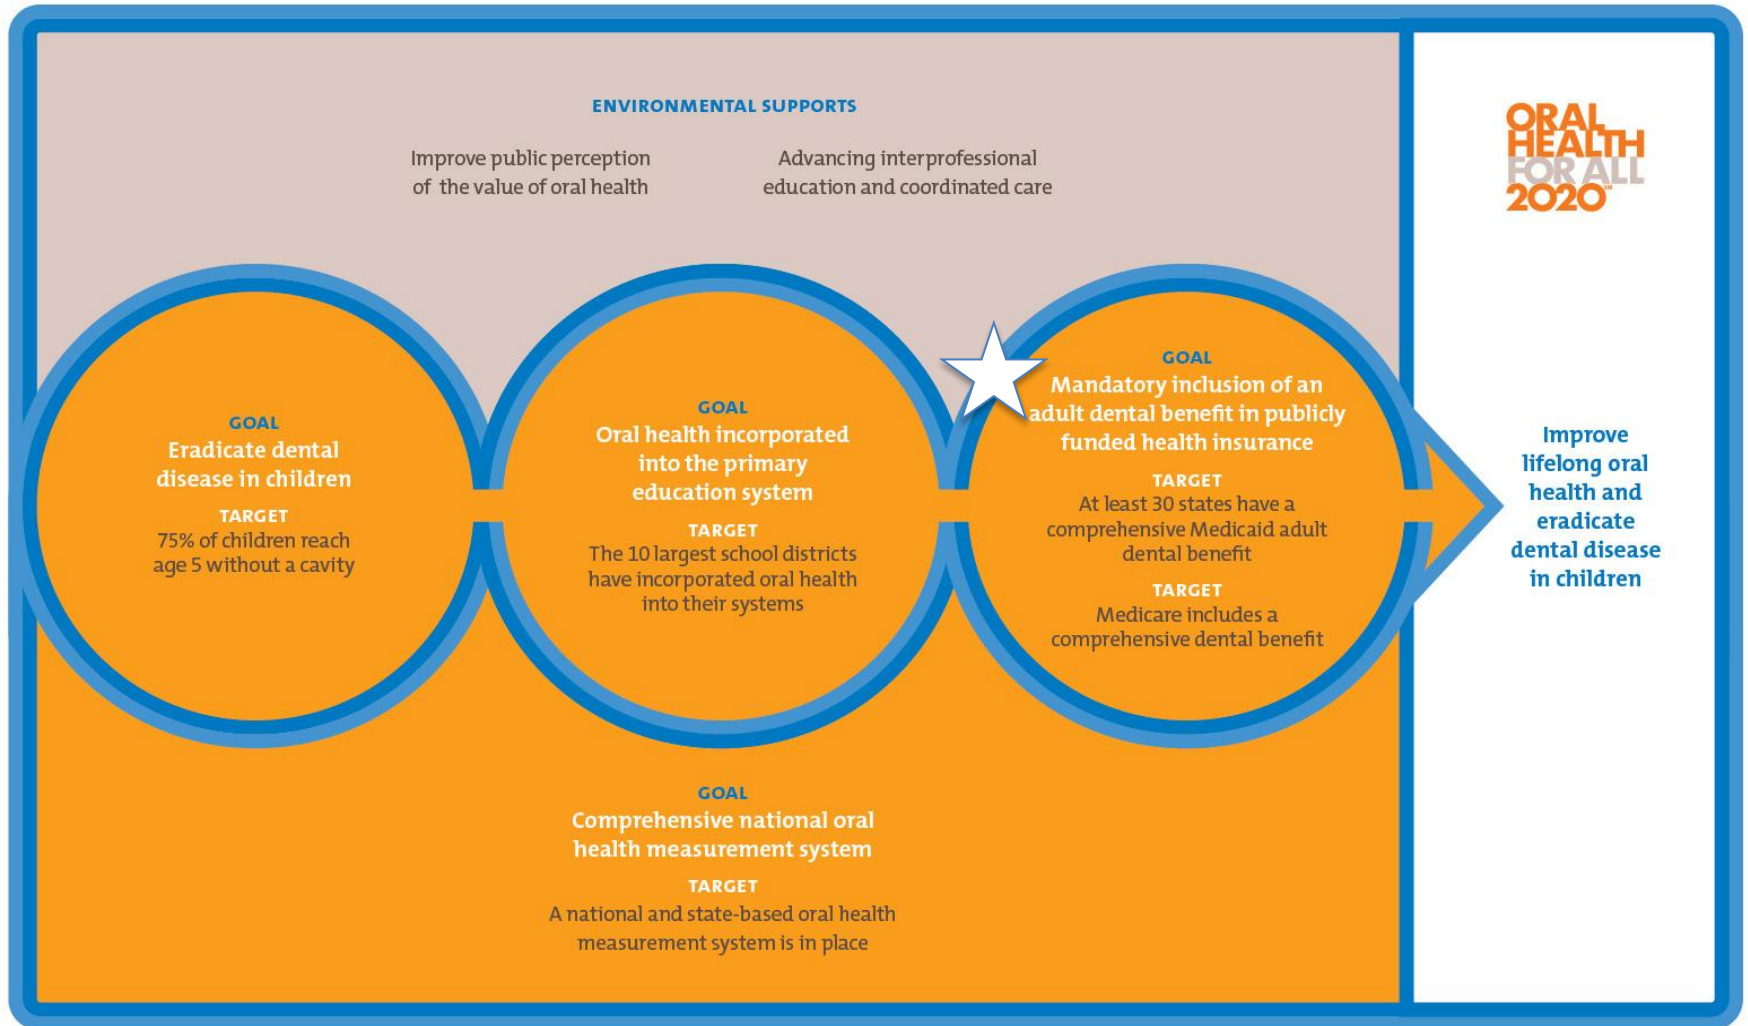 ENVIRONMENTAL SUPPORTS
Improve public perception
of the value of oral health
Advancing interprofessional
education and coordinated care
ORAL
HEALTH
FOR ALL
2020℠
GOAL
Eradicate dental
disease in children
TARGET
75% of children reach
age 5 without a cavity
GOAL
Oral health incorporated
into the primary
education system
TARGET
The 10 largest school districts
have incorporated oral health
into their systems
GOAL
Mandatory inclusion of an
adult dental benefit in publicly
funded health insurance
TARGET
At least 30 states have a
comprehensive Medicaid adult
dental benefit
TARGET
Medicare includes a
comprehensive dental benefit
Improve
lifelong oral
health and
eradicate
dental disease
in children
GOAL
Comprehensive national oral
health measurement system
TARGET
A national and state-based oral health
measurement system is in place